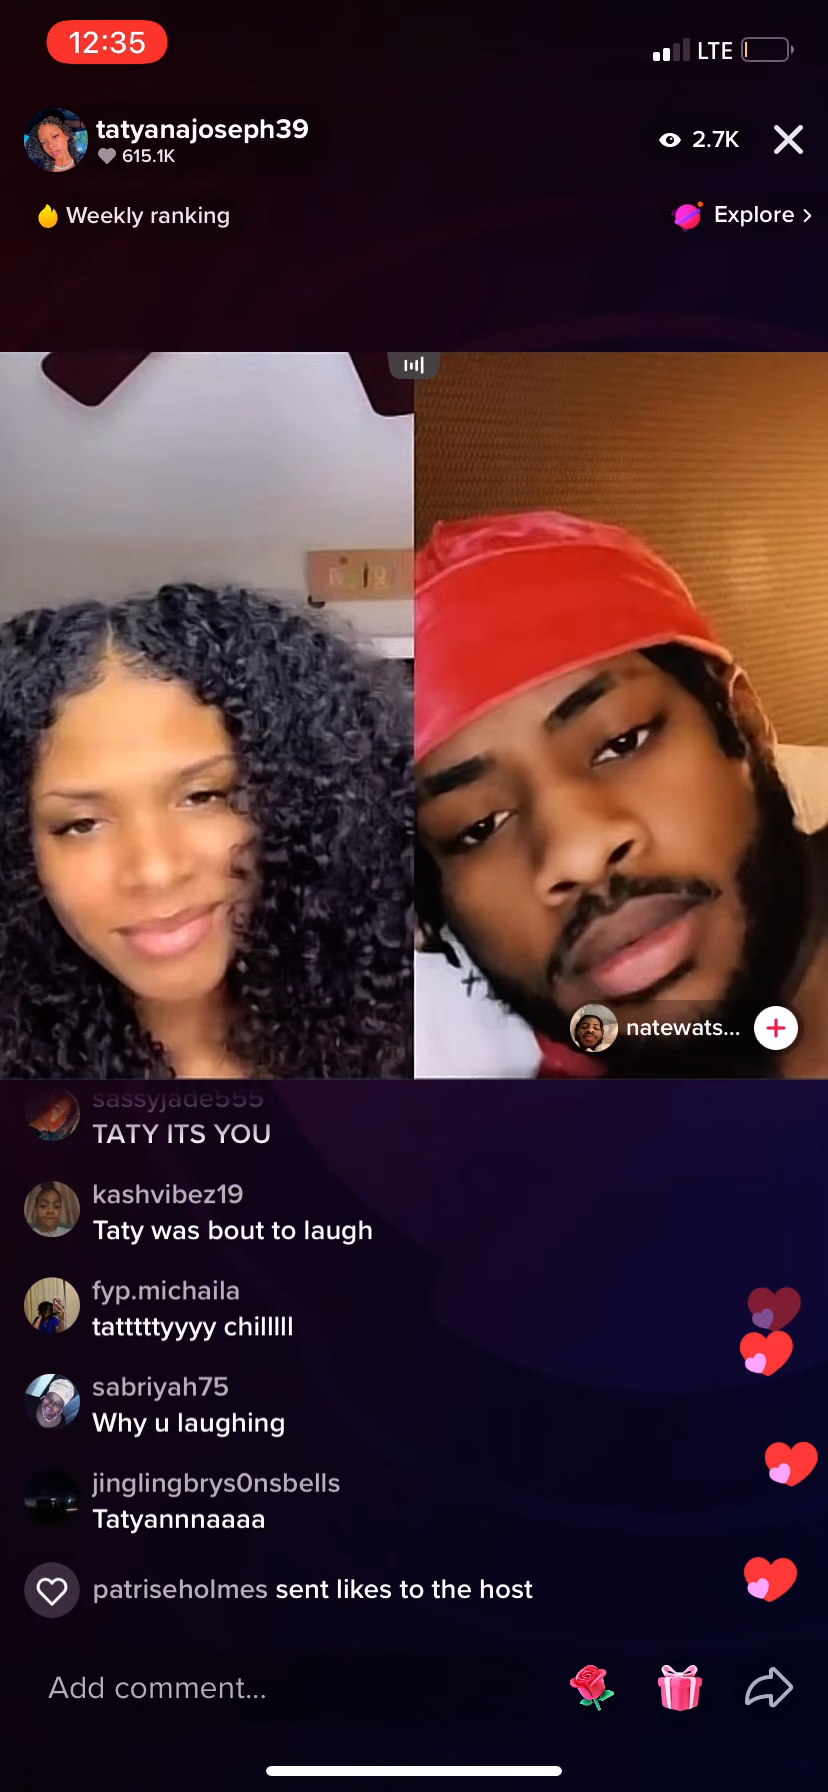 12:35
LTE
tatyanajoseph39
615.1K
2.7K
Weekly ranking
Explore >
natewats...
sassyjade555
TATY ITS YOU
kashvibez19
Taty was bout to laugh
fyp.michaila
tatttttyyyy chilllll
sabriyah75
Why u laughing
jinglingbrys0nsbells
Tatyannnaaaa
patriseholmes sent likes to the host
Add comment...